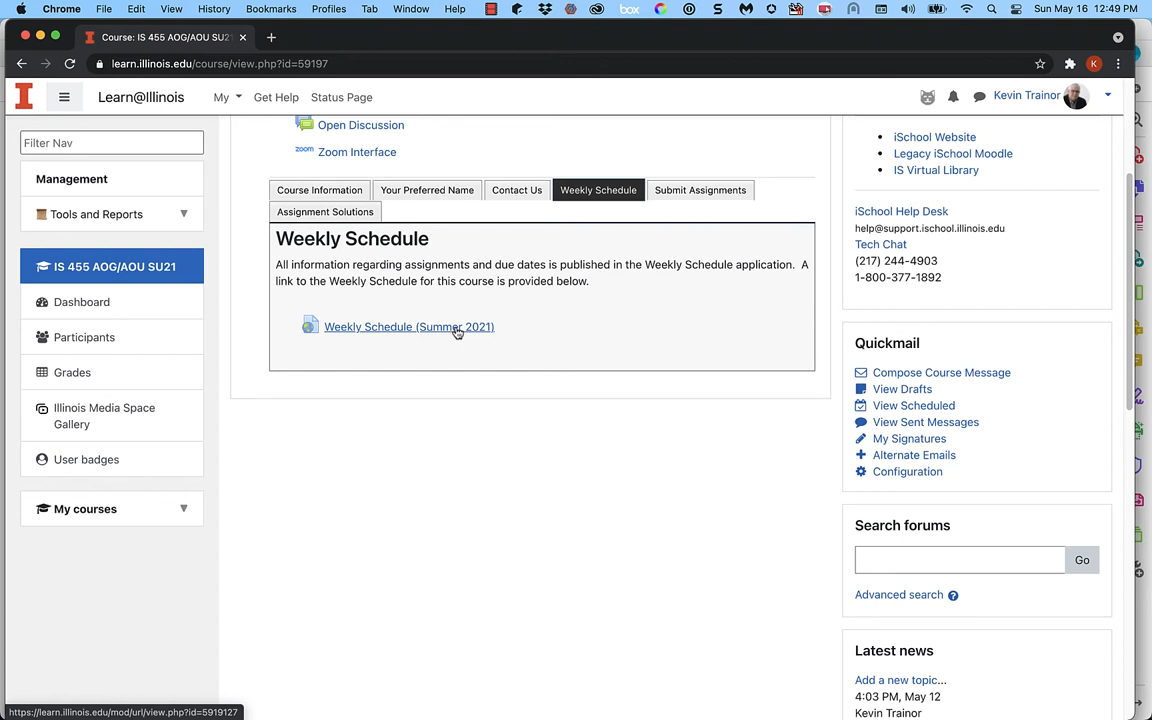 Chrome File Edit View History Bookmarks Profiles Tab Window Help box Sun May 16 12:49 PM
Course: IS 455 AOG/AOU SU21
learn.illinois.edu/course/view.php?id=59197
K
Learn@Illinois My Get Help Status Page Kevin Trainor
Filter Nav
Management
Tools and Reports
IS 455 AOG/AOU SU21
Dashboard
Participants
Grades
Illinois Media Space
Gallery
User badges
My courses
Open Discussion
zoom Zoom Interface
Course Information Your Preferred Name Contact Us Weekly Schedule Submit Assignments
Assignment Solutions
Weekly Schedule
All information regarding assignments and due dates is published in the Weekly Schedule application. A
link to the Weekly Schedule for this course is provided below.
Weekly Schedule (Summer 2021)
iSchool Website
Legacy iSchool Moodle
IS Virtual Library
iSchool Help Desk
help@support.ischool.illinois.edu
Tech Chat
(217) 244-4903
1-800-377-1892
Quickmail
Compose Course Message
View Drafts
View Scheduled
View Sent Messages
My Signatures
Alternate Emails
Configuration
Search forums
Go
Advanced search ?
Latest news
Add a new topic...
4:03 PM, May 12
Kevin Trainor
https://learn.illinois.edu/mod/url/view.php?id=5919127